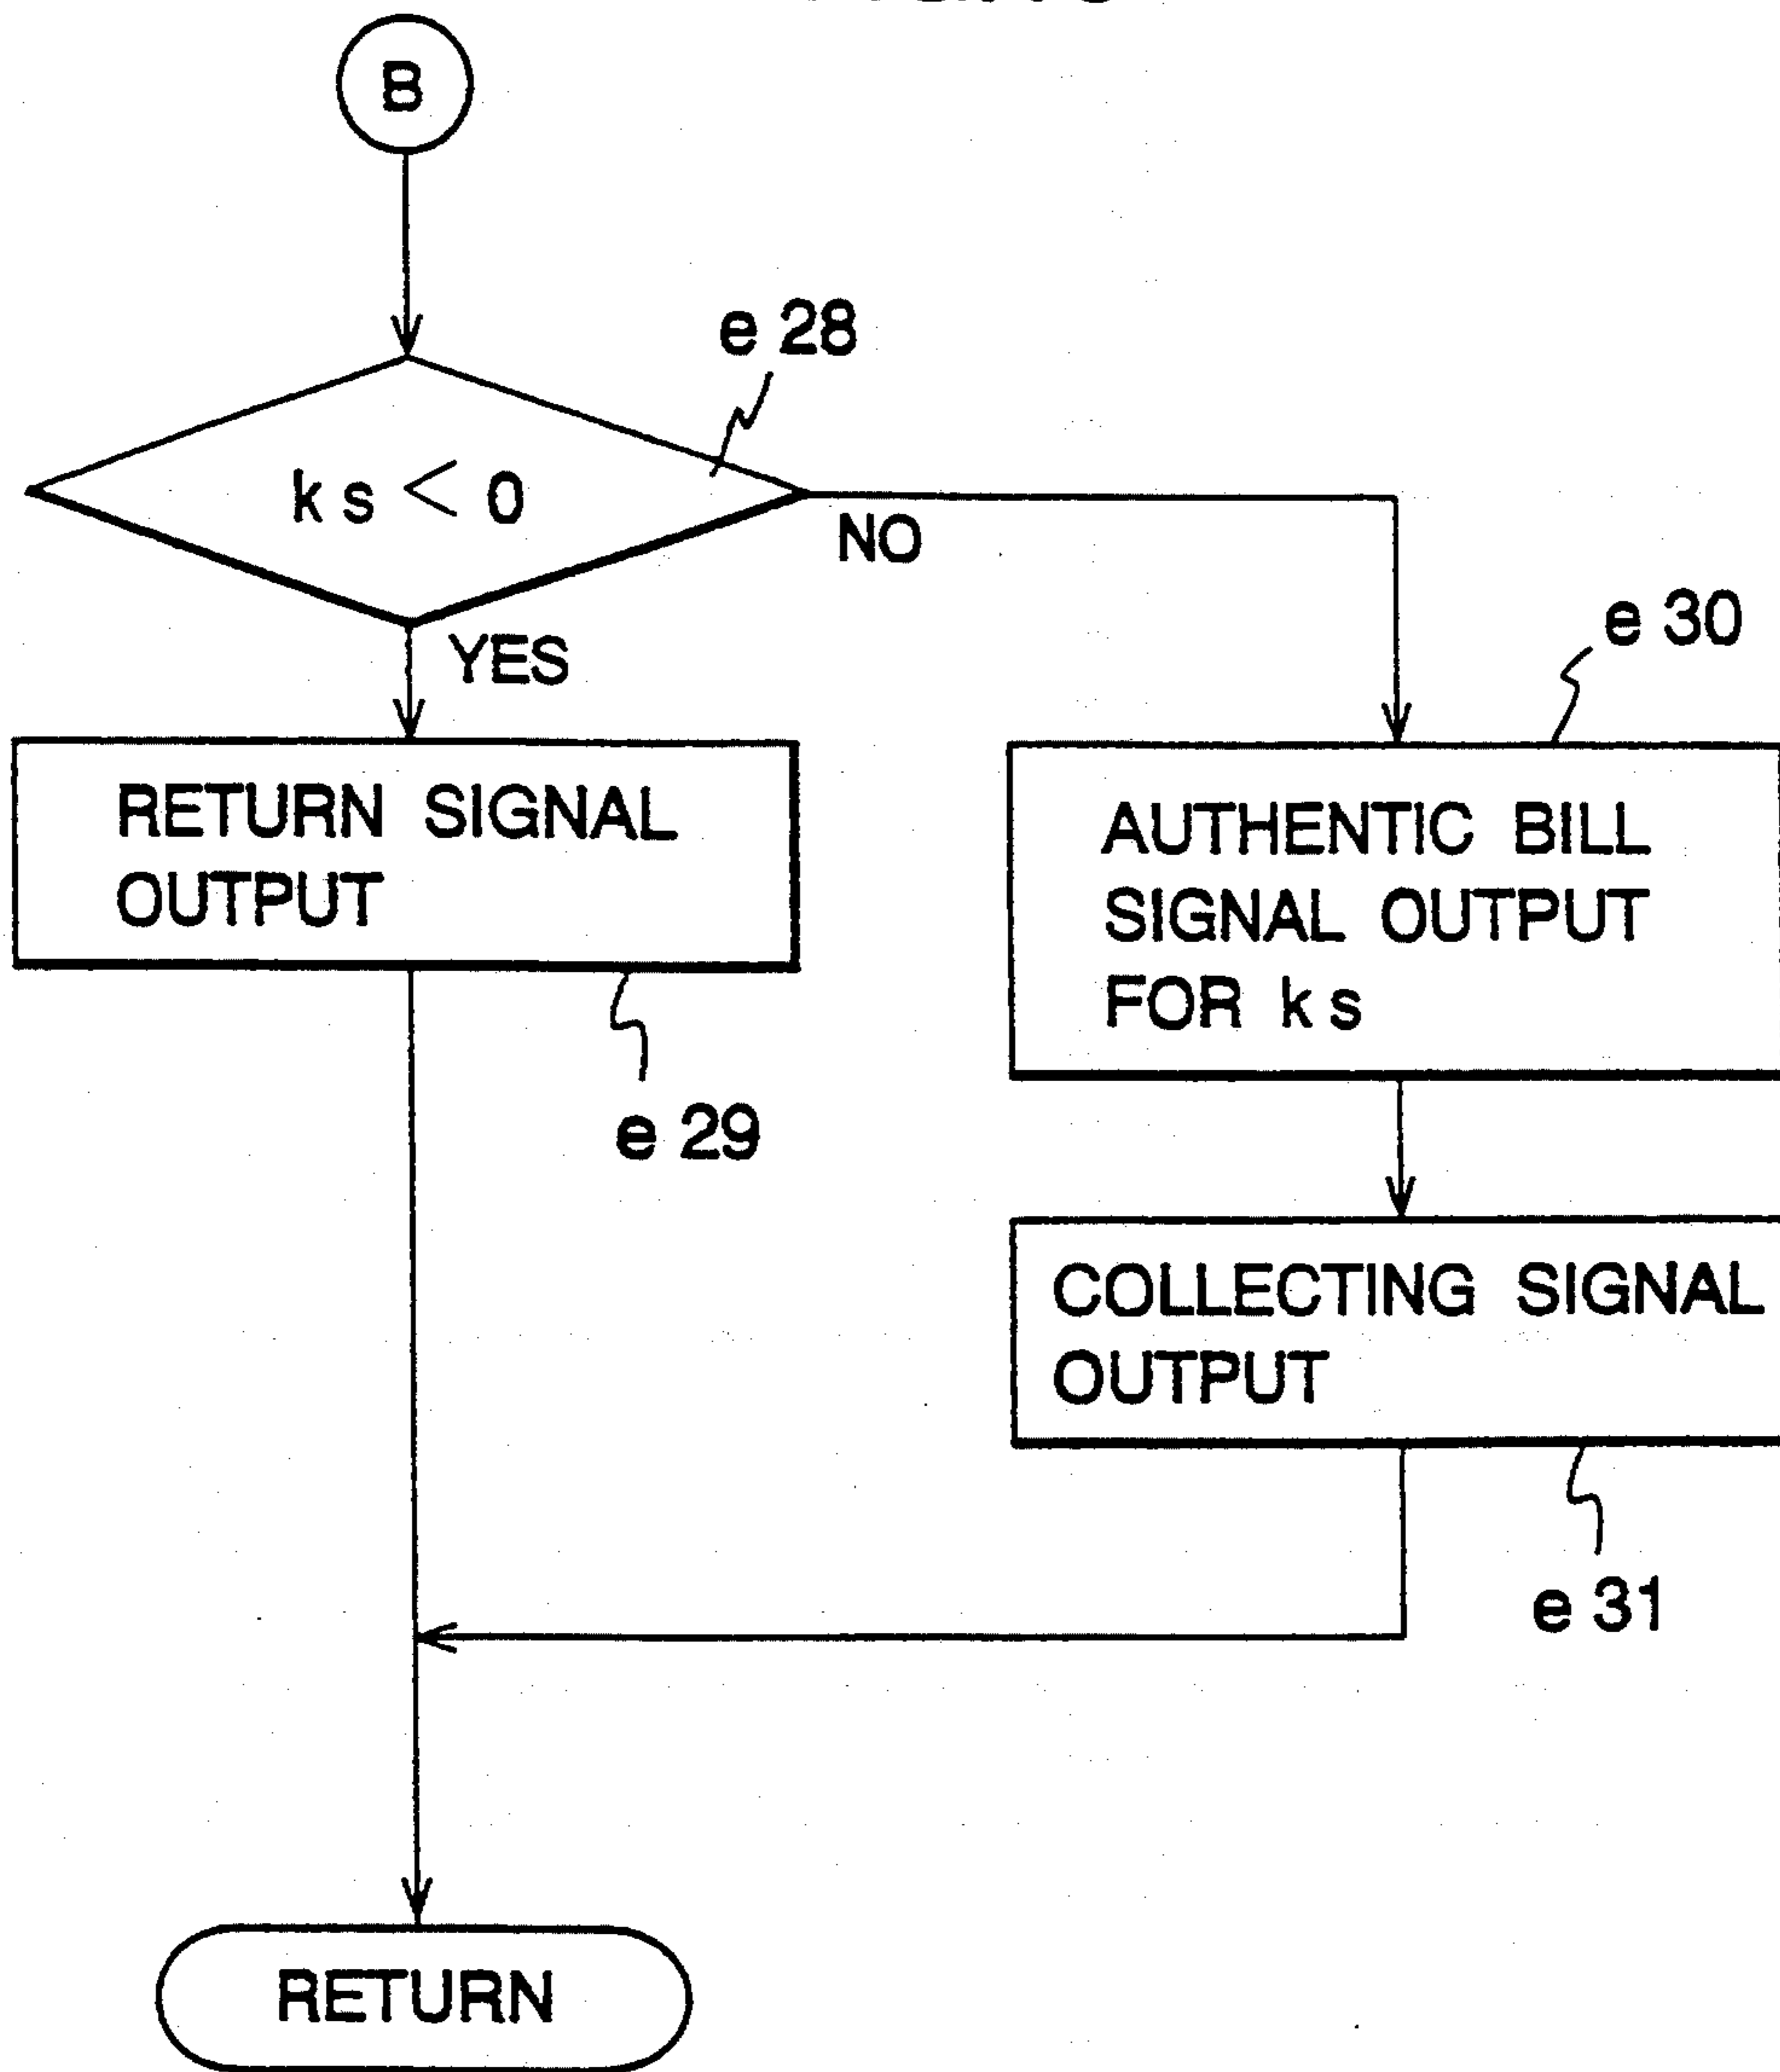 B
e 28
k s < 0
NO
YES
e 30
RETURN SIGNAL
OUTPUT
AUTHENTIC BILL
SIGNAL OUTPUT
FOR k s
e 29
COLLECTING SIGNAL
OUTPUT
e 31
RETURN